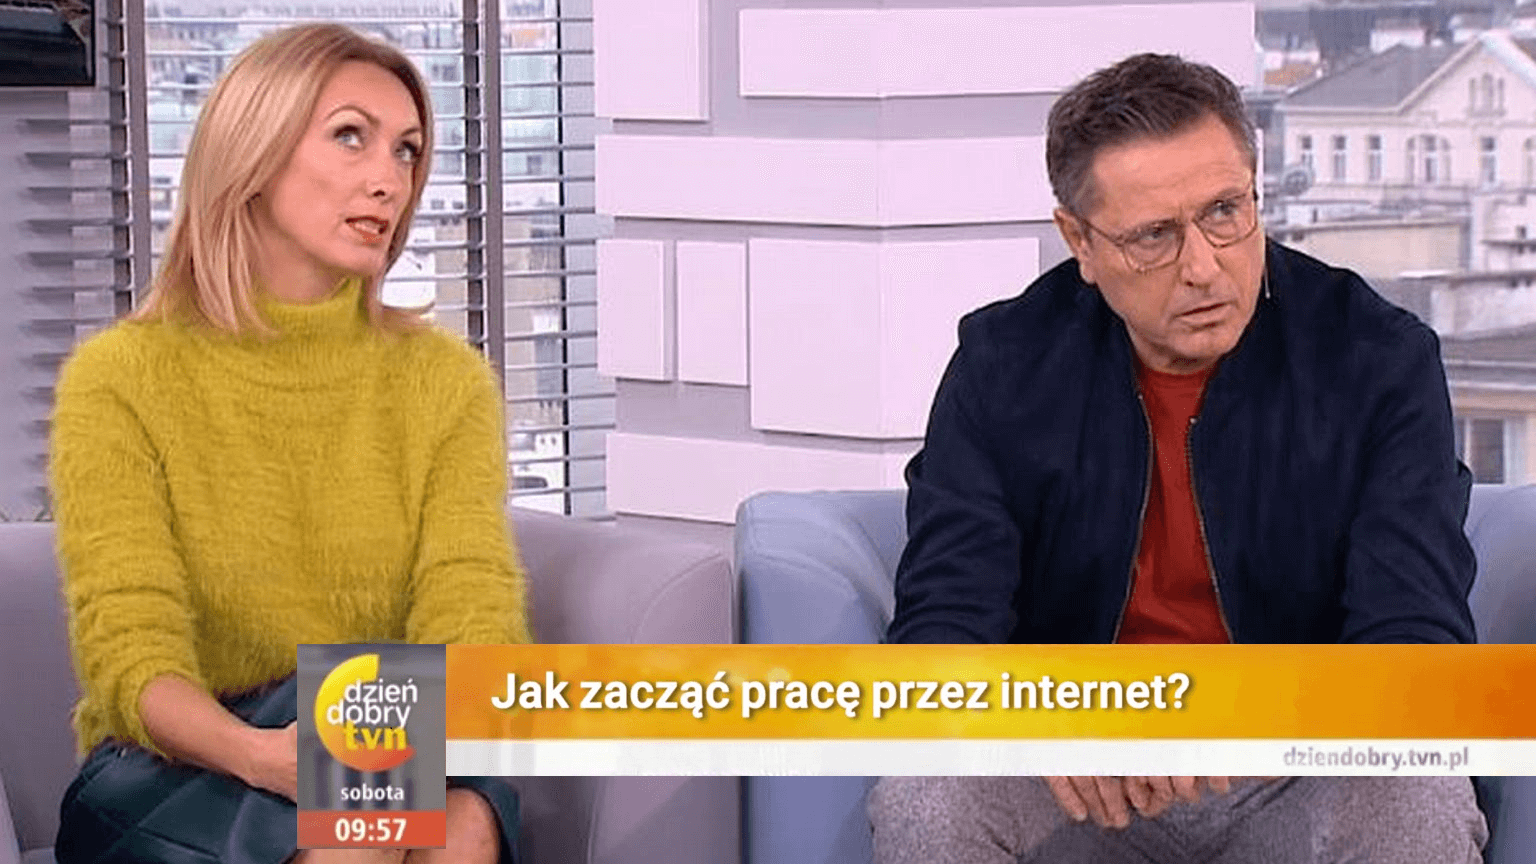 Jak zacząć pracę przez internet?
dzień
dobry
tvn
dziendobry.tvn.pl
sobota
09:57